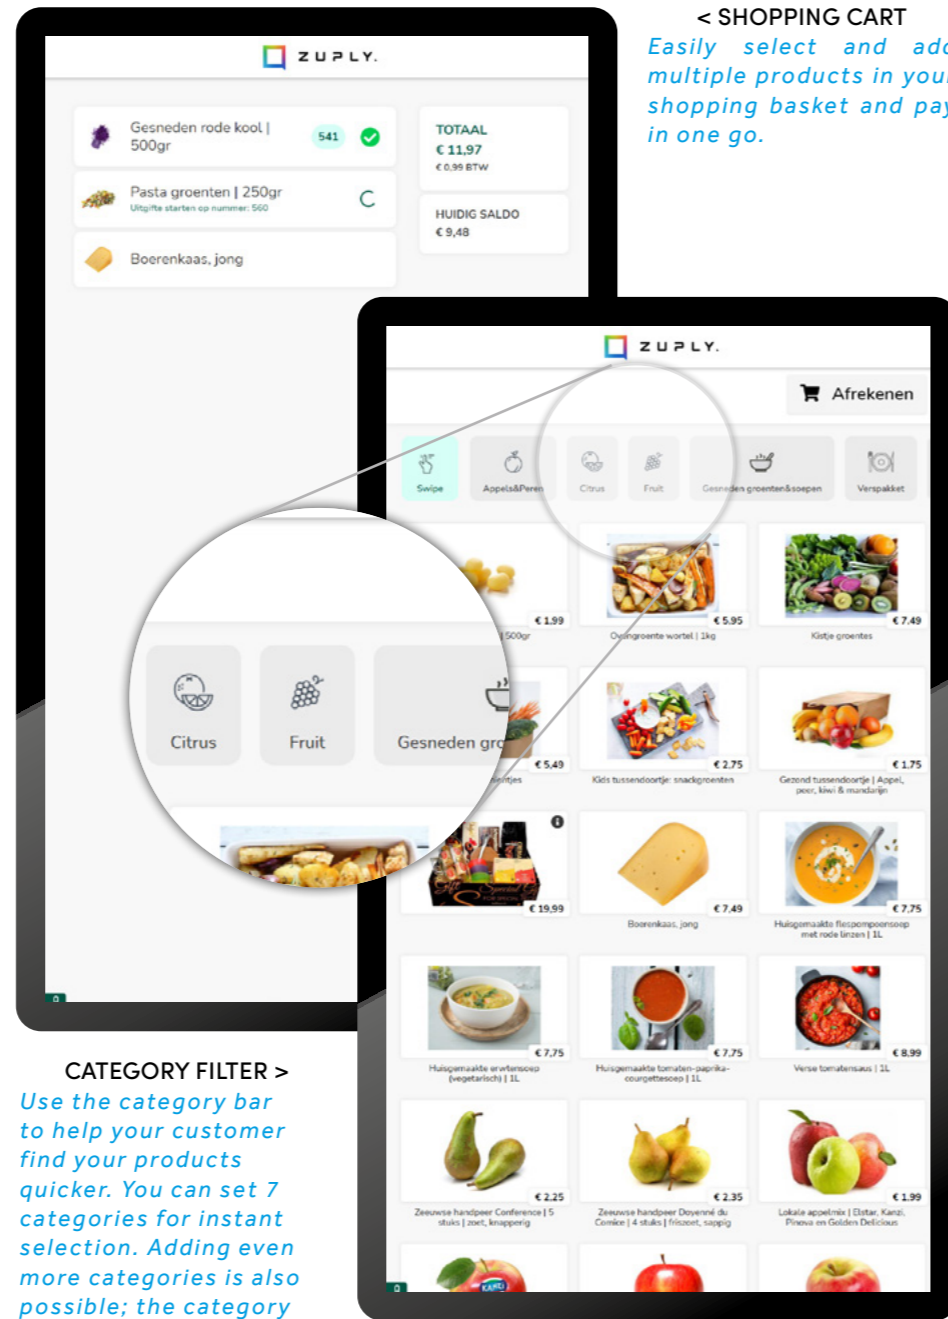 < SHOPPING CART
Easily select and add
multiple products in your
shopping basket and pay
in one go.
ZUPLY.
Gesneden rode kool |
500gr
541
Pasta groenten | 250gr
Uitgifte starten op nummer: 560
Boerenkaas, jong
TOTAAL
€ 11,97
€ 0,99 BTW
HUIDIG SALDO
€ 9,48
ZUPLY.
Afrekenen
Swipe
Appels&Peren
Citrus
Fruit
Gesneden groenten&soepen
Verspakket
€ 1.99
€ 5.95
€ 7.49
| 500gr
Ovengroente wortel | 1kg
Kistje groentes
Citrus
Fruit
Gesneden gro
€ 5,49
€ 2.75
€ 1.75
Kids tussendoortje: snackgroenten
Gezond tussendoortje | Appel,
peer, kiwi & mandarijn
Gift
Special
€ 19,99
€ 7,49
€ 7,75
Boerenkaas, jong
Huisgemaakte flespompoensoep
met rode linzen | 1L
€ 7,75
€ 7,75
€ 8,99
Huisgemaakte erwtensoep
(vegetarisch) | 1L
Huisgemaakte tomaten-paprika-
courgettesoep | 1L
Verse tomatensaus | 1L
€ 2.25
€ 2.35
€ 1.99
Zeeuwse handpeer Conference | 5
stuks | zoet, knapperig
Zeeuwse handpeer Doyenné du
Comice | 4 stuks | friszoet, sappig
Lokale appelmix | Elstar, Kanzi,
Pinova en Golden Delicious
KANZI
CATEGORY FILTER >
Use the category bar
to help your customer
find your products
quicker. You can set 7
categories for instant
selection. Adding even
more categories is also
possible; the category